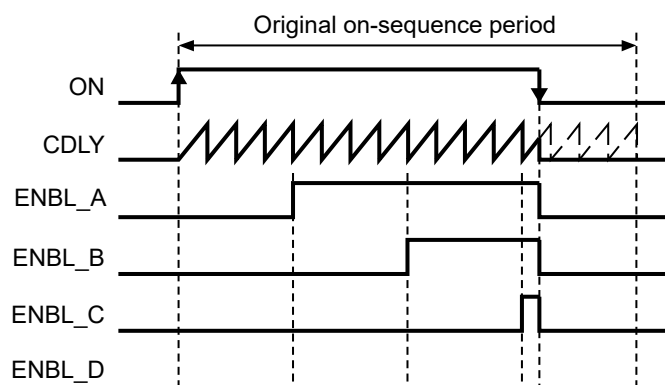 Original on-sequence period
ON
CDLY
ENBL_A
ENBL_B
ENBL_C
ENBL_D